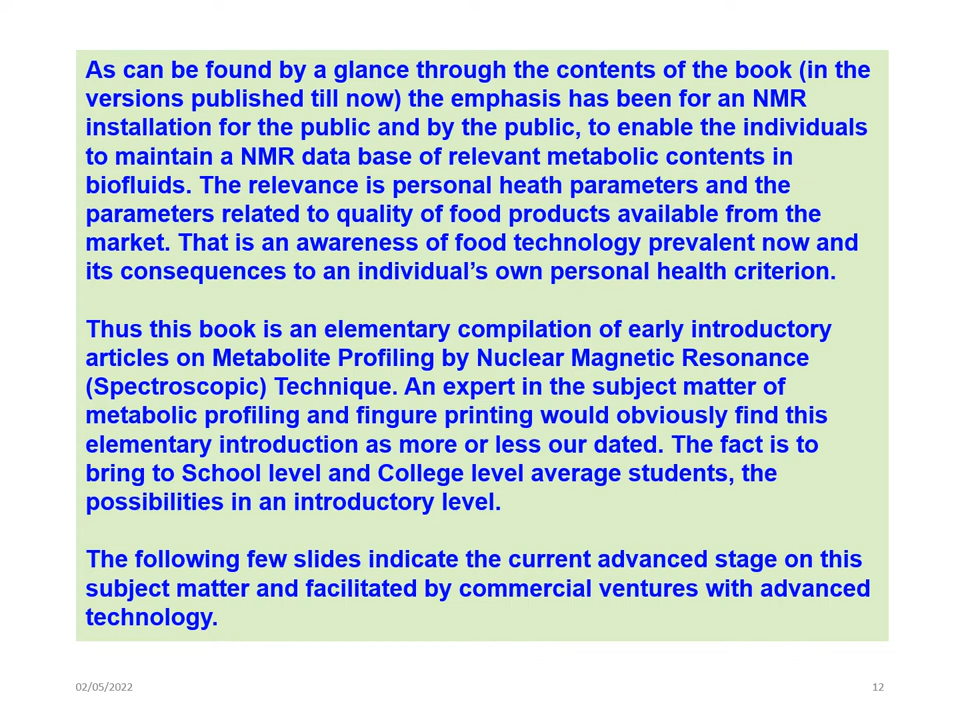 As can be found by a glance through the contents of the book (in the
versions published till now) the emphasis has been for an NMR
installation for the public and by the public, to enable the individuals
to maintain a NMR data base of relevant metabolic contents in
biofluids. The relevance is personal heath parameters and the
parameters related to quality of food products available from the
market. That is an awareness of food technology prevalent now and
its consequences to an individual’s own personal health criterion.
Thus this book is an elementary compilation of early introductory
articles on Metabolite Profiling by Nuclear Magnetic Resonance
(Spectroscopic) Technique. An expert in the subject matter of
metabolic profiling and fingure printing would obviously find this
elementary introduction as more or less our dated. The fact is to
bring to School level and College level average students, the
possibilities in an introductory level.
The following few slides indicate the current advanced stage on this
subject matter and facilitated by commercial ventures with advanced
technology.
02/05/2022
12